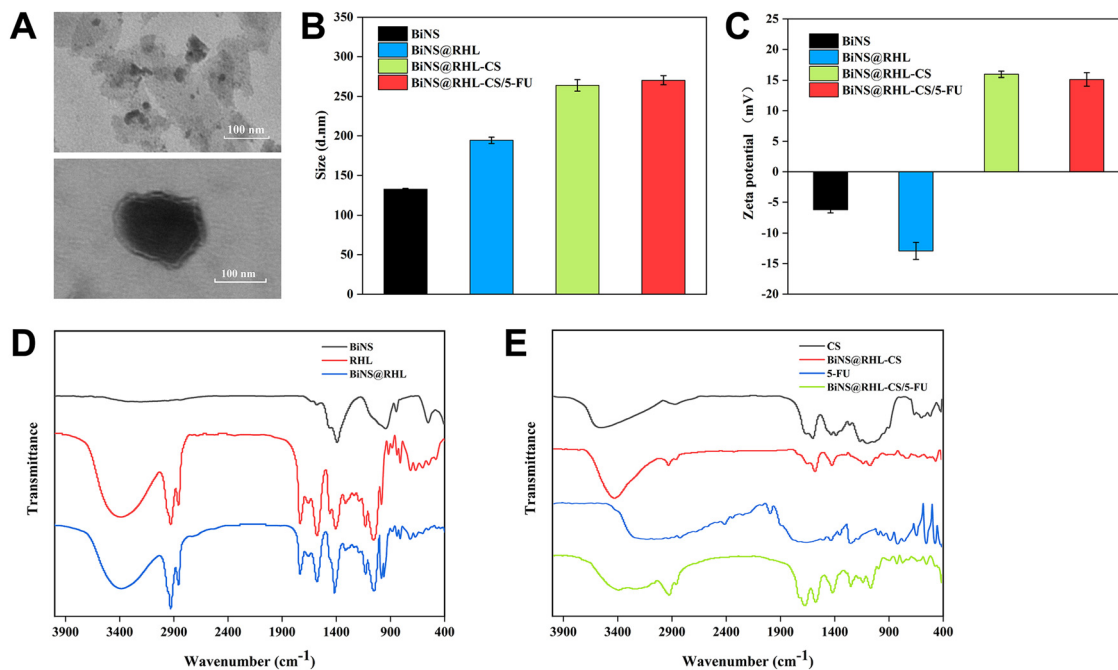 A
100 nm
100 nm
B
BiNS
BiNS@RHL
BiNS@RHL-CS
BiNS@RHL-CS/5-FU
350
300
250
200
150
100
50
0
Size (d.nm)
C
BiNS
BiNS@RHL
BiNS@RHL-CS
BiNS@RHL-CS/5-FU
25
20
15
10
5
0
-5
-10
-15
-20
Zeta potential（mV）
D
BiNS
RHL
BiNS@RHL
Transmittance
3900 3400 2900 2400 1900 1400 900 400
Wavenumber (cm⁻¹)
E
CS
BiNS@RHL-CS
5-FU
BiNS@RHL-CS/5-FU
Transmittance
3900 3400 2900 2400 1900 1400 900 400
Wavenumber (cm⁻¹)